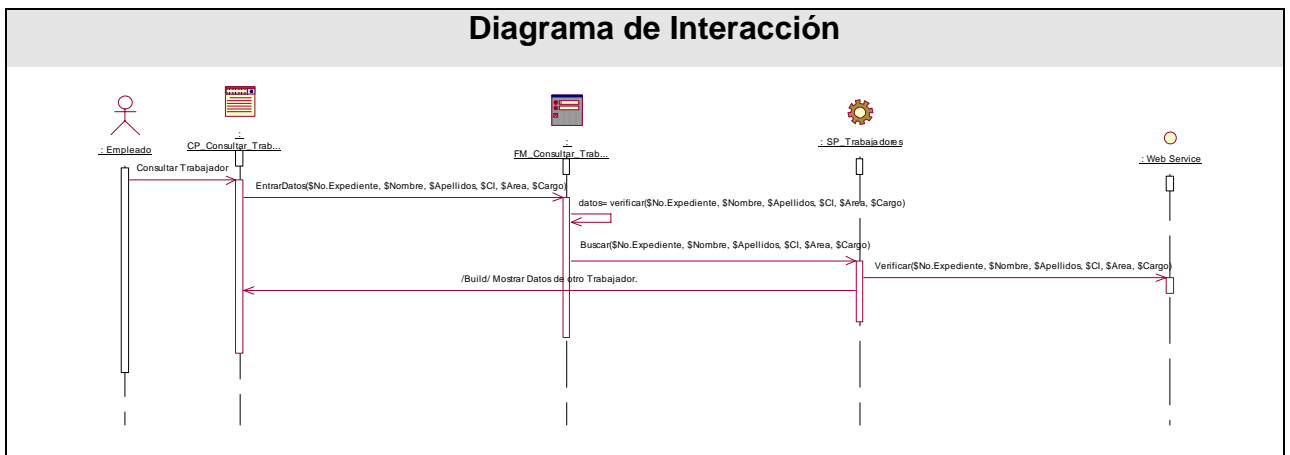 Diagrama de Interacción
: Empleado
:
CP_Consultar_Trab...
:
FM_Consultar_Trab...
: SP_Trabajadores
: Web Service
Consultar Trabajador
EntrarDatos($No.Expediente, $Nombre, $Apellidos, $CI, $Area, $Cargo)
datos= verificar($No.Expediente, $Nombre, $Apellidos, $CI, $Area, $Cargo)
Buscar($No.Expediente, $Nombre, $Apellidos, $CI, $Area, $Cargo)
Verificar($No.Expediente, $Nombre, $Apellidos, $CI, $Area, $Cargo)
/Build/ Mostrar Datos de otro Trabajador.